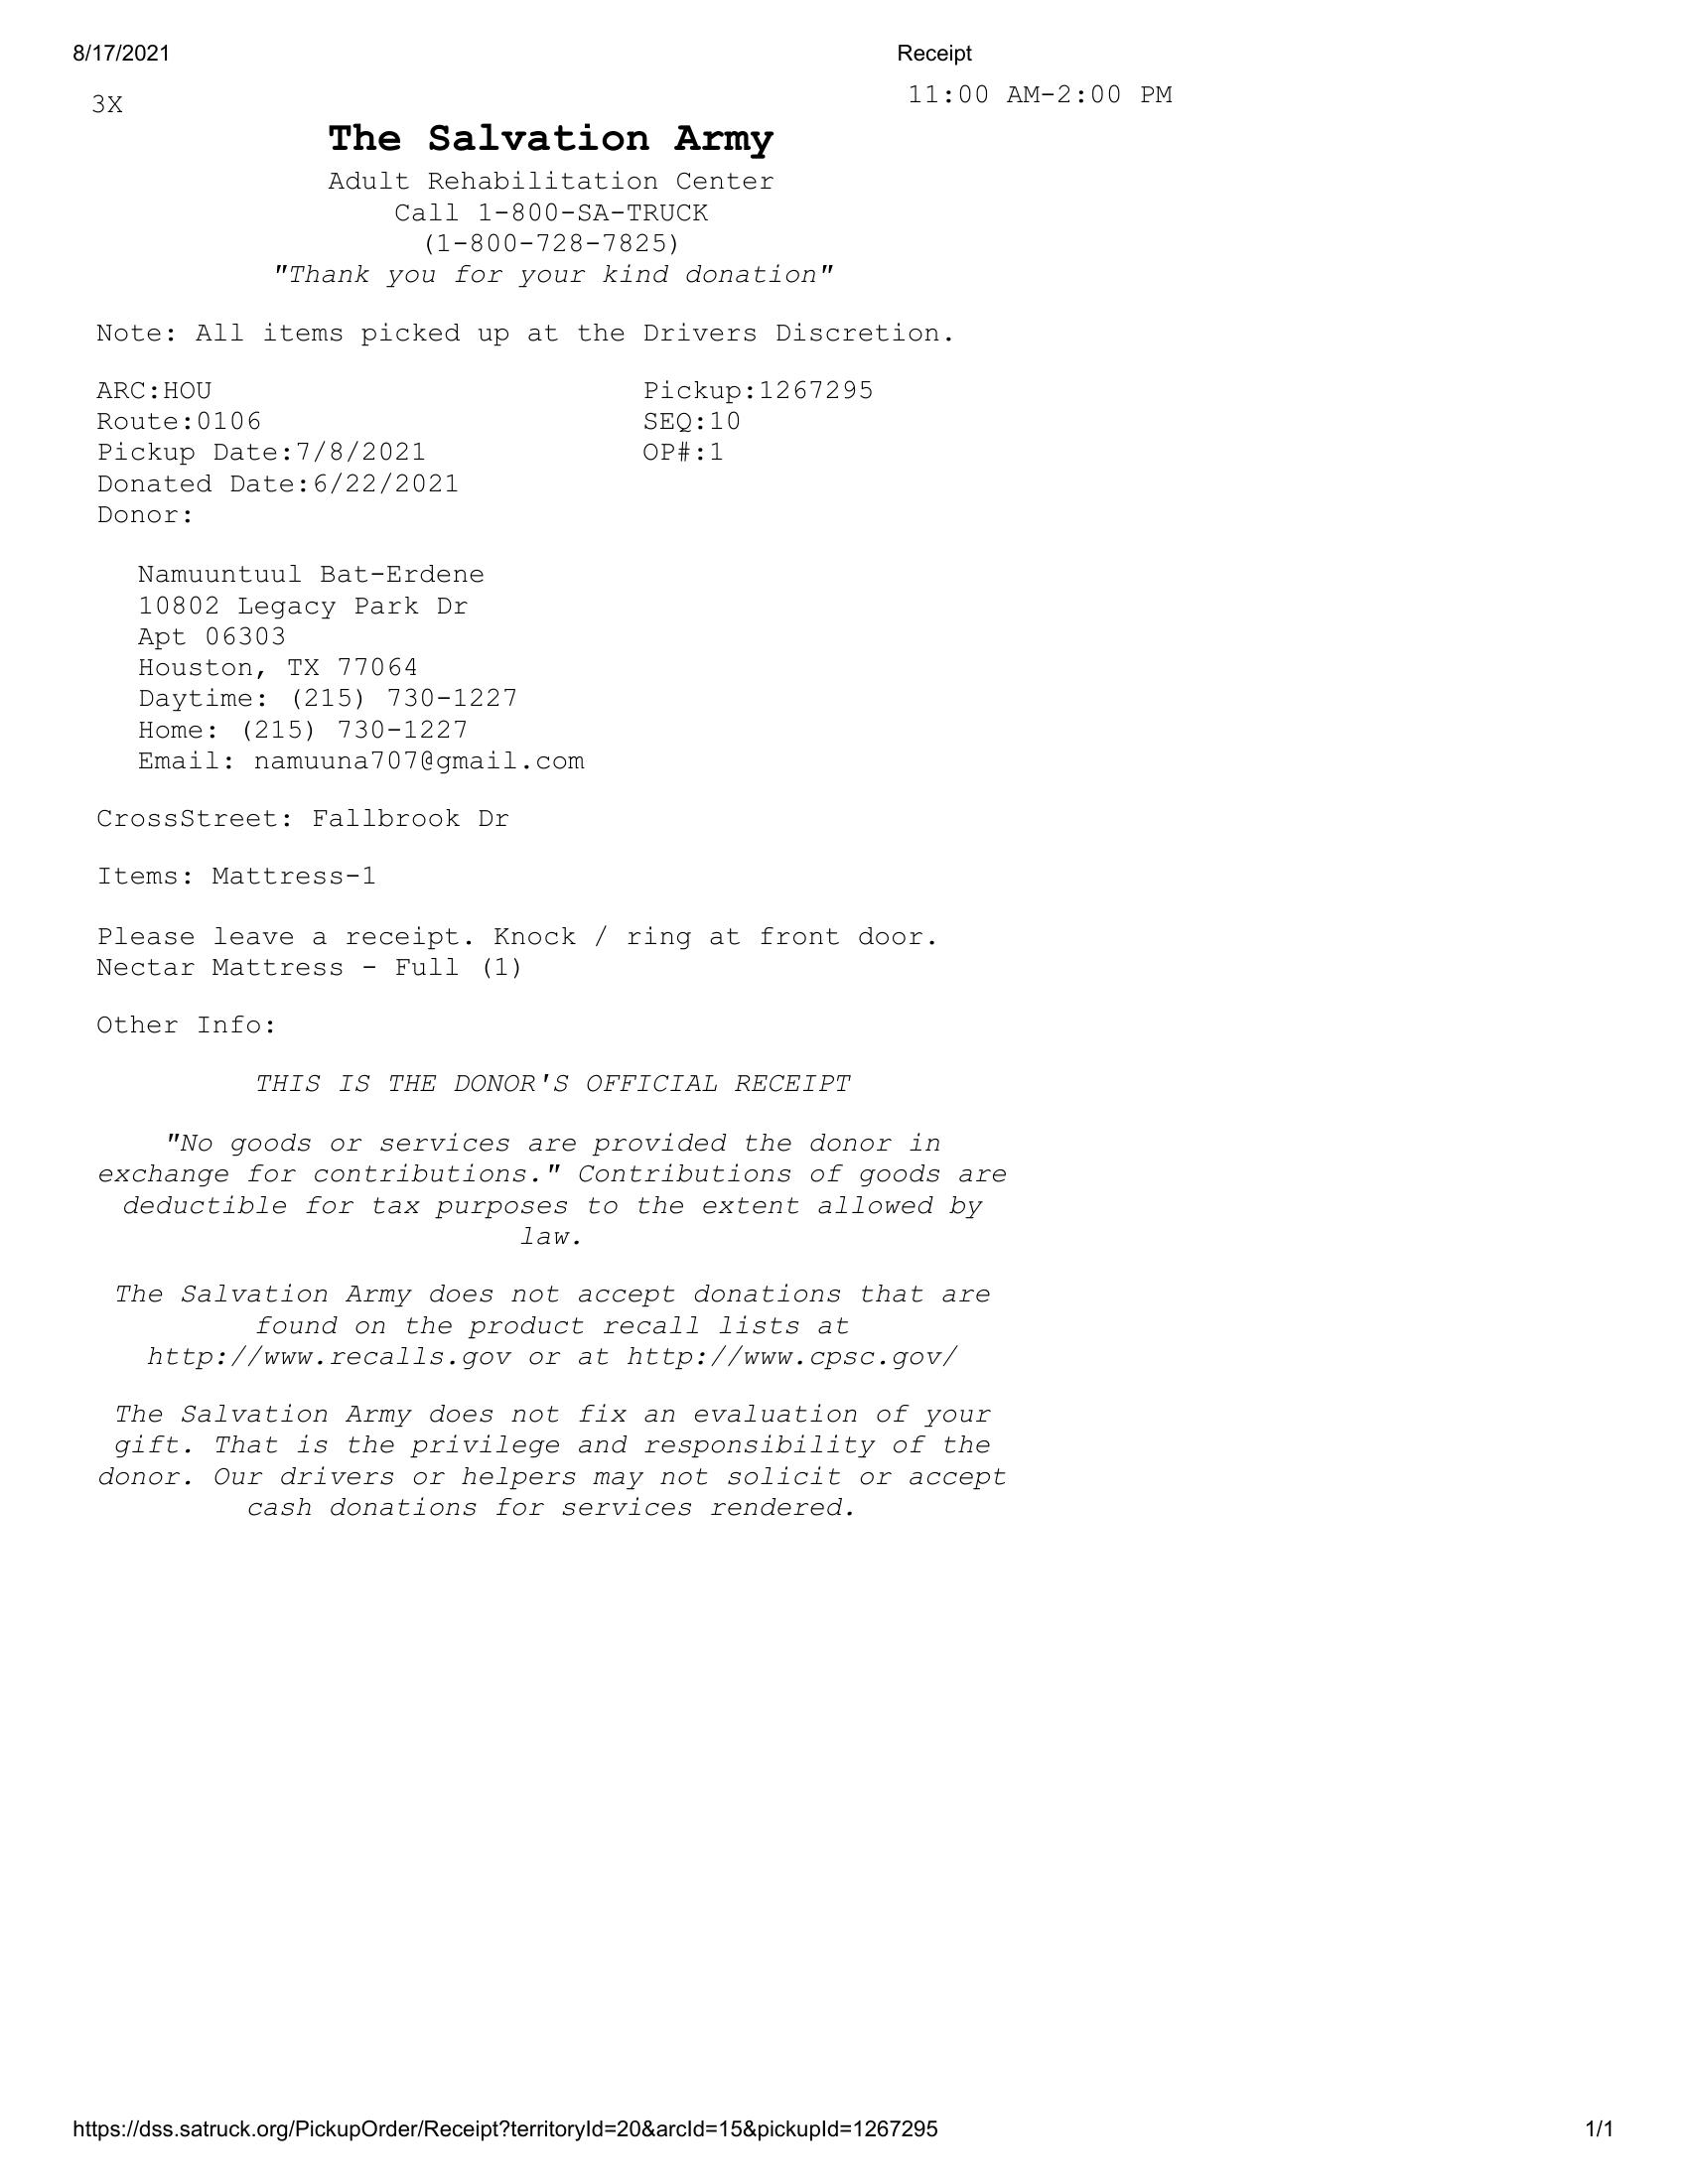 8/17/2021 Receipt
3X 11:00 AM-2:00 PM
The Salvation Army
Adult Rehabilitation Center
Call 1-800-SA-TRUCK
(1-800-728-7825)
"Thank you for your kind donation"
Note: All items picked up at the Drivers Discretion.
ARC:HOU Pickup:1267295
Route:0106 SEQ:10
Pickup Date:7/8/2021 OP#:1
Donated Date:6/22/2021
Donor:
Namuuntuul Bat-Erdene
10802 Legacy Park Dr
Apt 06303
Houston, TX 77064
Daytime: (215) 730-1227
Home: (215) 730-1227
Email: namuuna707@gmail.com
CrossStreet: Fallbrook Dr
Items: Mattress-1
Please leave a receipt. Knock / ring at front door.
Nectar Mattress - Full (1)
Other Info:
THIS IS THE DONOR'S OFFICIAL RECEIPT
"No goods or services are provided the donor in
exchange for contributions." Contributions of goods are
deductible for tax purposes to the extent allowed by
law.
The Salvation Army does not accept donations that are
found on the product recall lists at
http://www.recalls.gov or at http://www.cpsc.gov/
The Salvation Army does not fix an evaluation of your
gift. That is the privilege and responsibility of the
donor. Our drivers or helpers may not solicit or accept
cash donations for services rendered.
https://dss.satruck.org/PickupOrder/Receipt?territoryId=20&arcId=15&pickupId=1267295 1/1